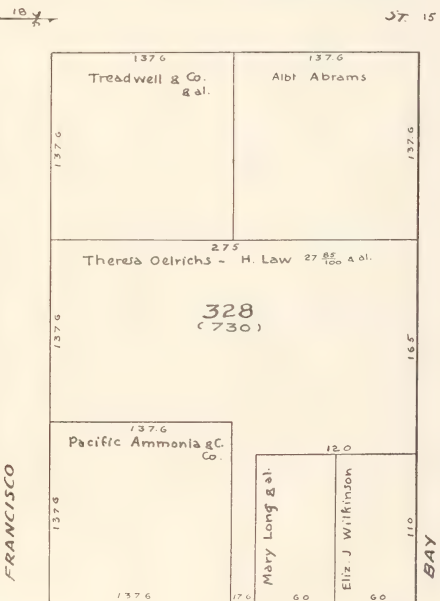 18
ST. 15
137 6
137.6
Treadwell & Co.
& al.
Albt Abrams
137 6
137.6
275
Theresa Oelrichs - H. Law 27 85/100 & al.
137 6
328
(730)
165
137.6
Pacific Ammonia & C.
Co.
120
FRANCISCO
137 6
Mary Long & al.
Eliz J Wilkinson
110
BAY
137 6
17 6
60
60